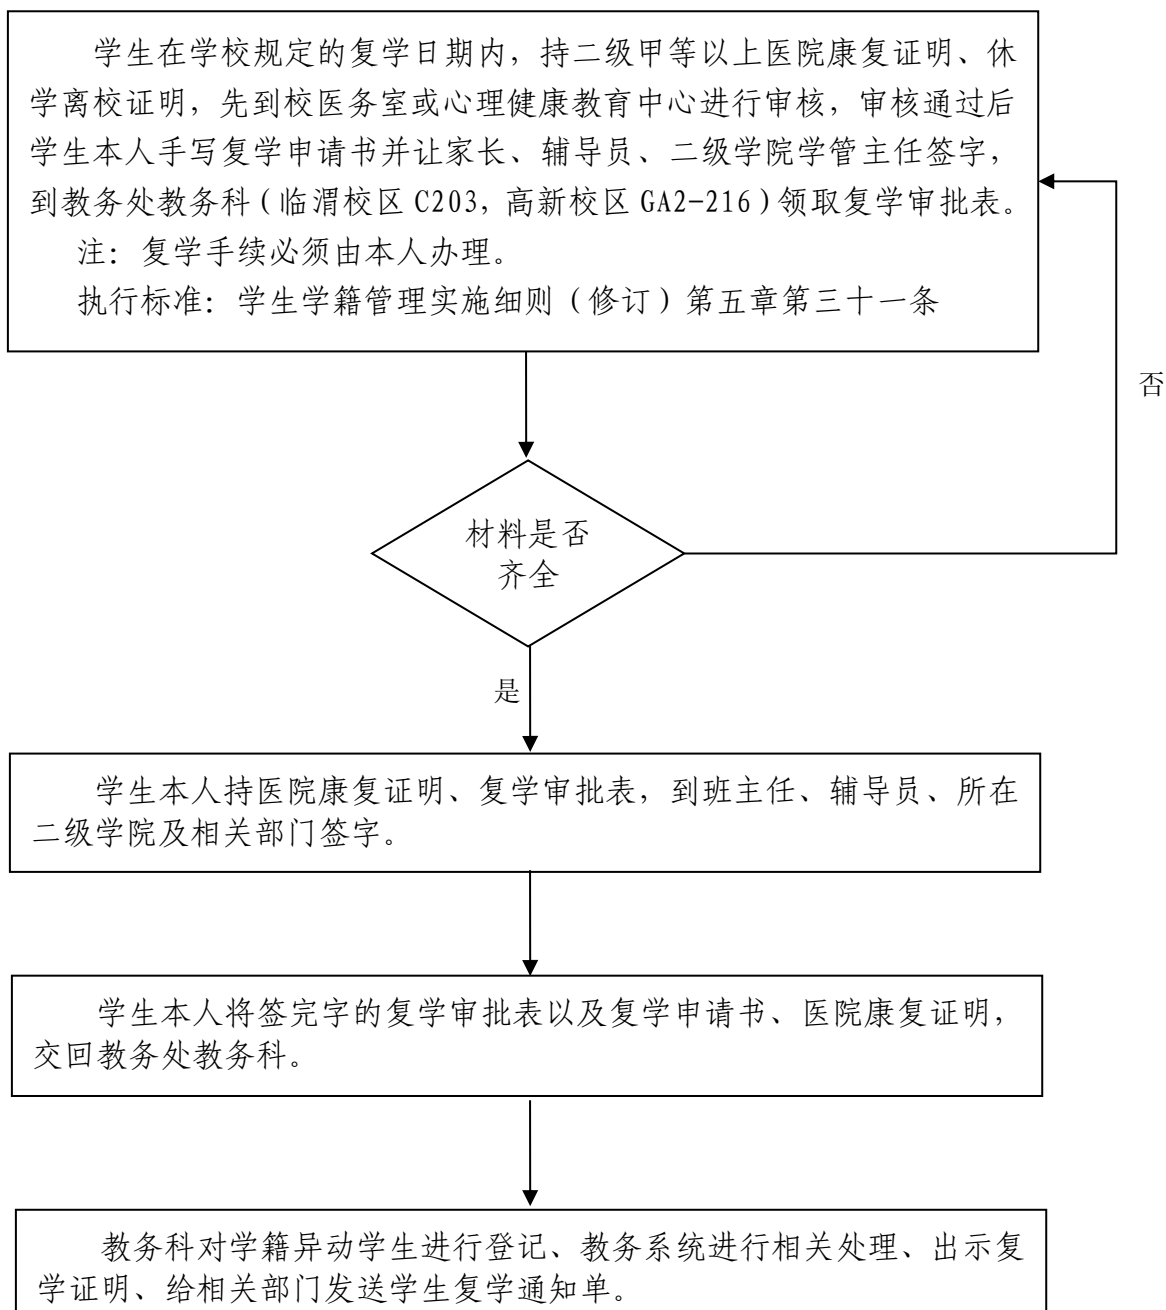 学生在学校规定的复学日期内，持二级甲等以上医院康复证明、休
学离校证明，先到校医务室或心理健康教育中心进行审核，审核通过后
学生本人手写复学申请书并让家长、辅导员、二级学院学管主任签字，
到教务处教务科（临渭校区 C203，高新校区 GA2-216）领取复学审批表。
注：复学手续必须由本人办理。
执行标准：学生学籍管理实施细则（修订）第五章第三十一条
否
材料是否
齐全
是
学生本人持医院康复证明、复学审批表，到班主任、辅导员、所在
二级学院及相关部门签字。
学生本人将签完字的复学审批表以及复学申请书、医院康复证明，
交回教务处教务科。
教务科对学籍异动学生进行登记、教务系统进行相关处理、出示复
学证明、给相关部门发送学生复学通知单。